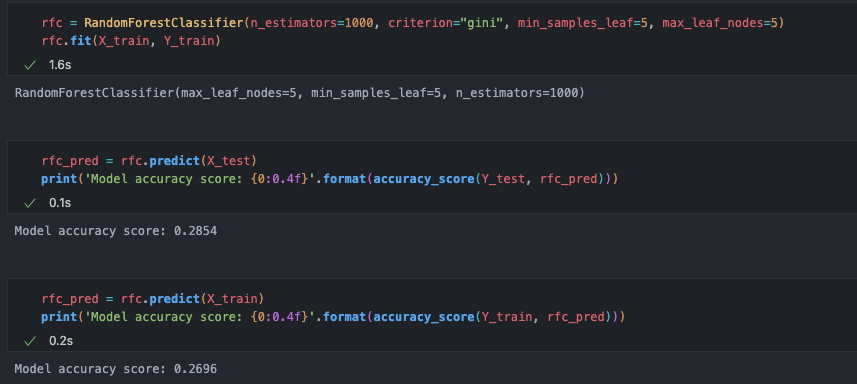 rfc = RandomForestClassifier(n_estimators=1000, criterion="gini", min_samples_leaf=5, max_leaf_nodes=5)
rfc.fit(X_train, Y_train)
✓ 1.6s
RandomForestClassifier(max_leaf_nodes=5, min_samples_leaf=5, n_estimators=1000)
rfc_pred = rfc.predict(X_test)
print('Model accuracy score: {0:0.4f}'.format(accuracy_score(Y_test, rfc_pred)))
✓ 0.1s
Model accuracy score: 0.2854
rfc_pred = rfc.predict(X_train)
print('Model accuracy score: {0:0.4f}'.format(accuracy_score(Y_train, rfc_pred)))
✓ 0.2s
Model accuracy score: 0.2696